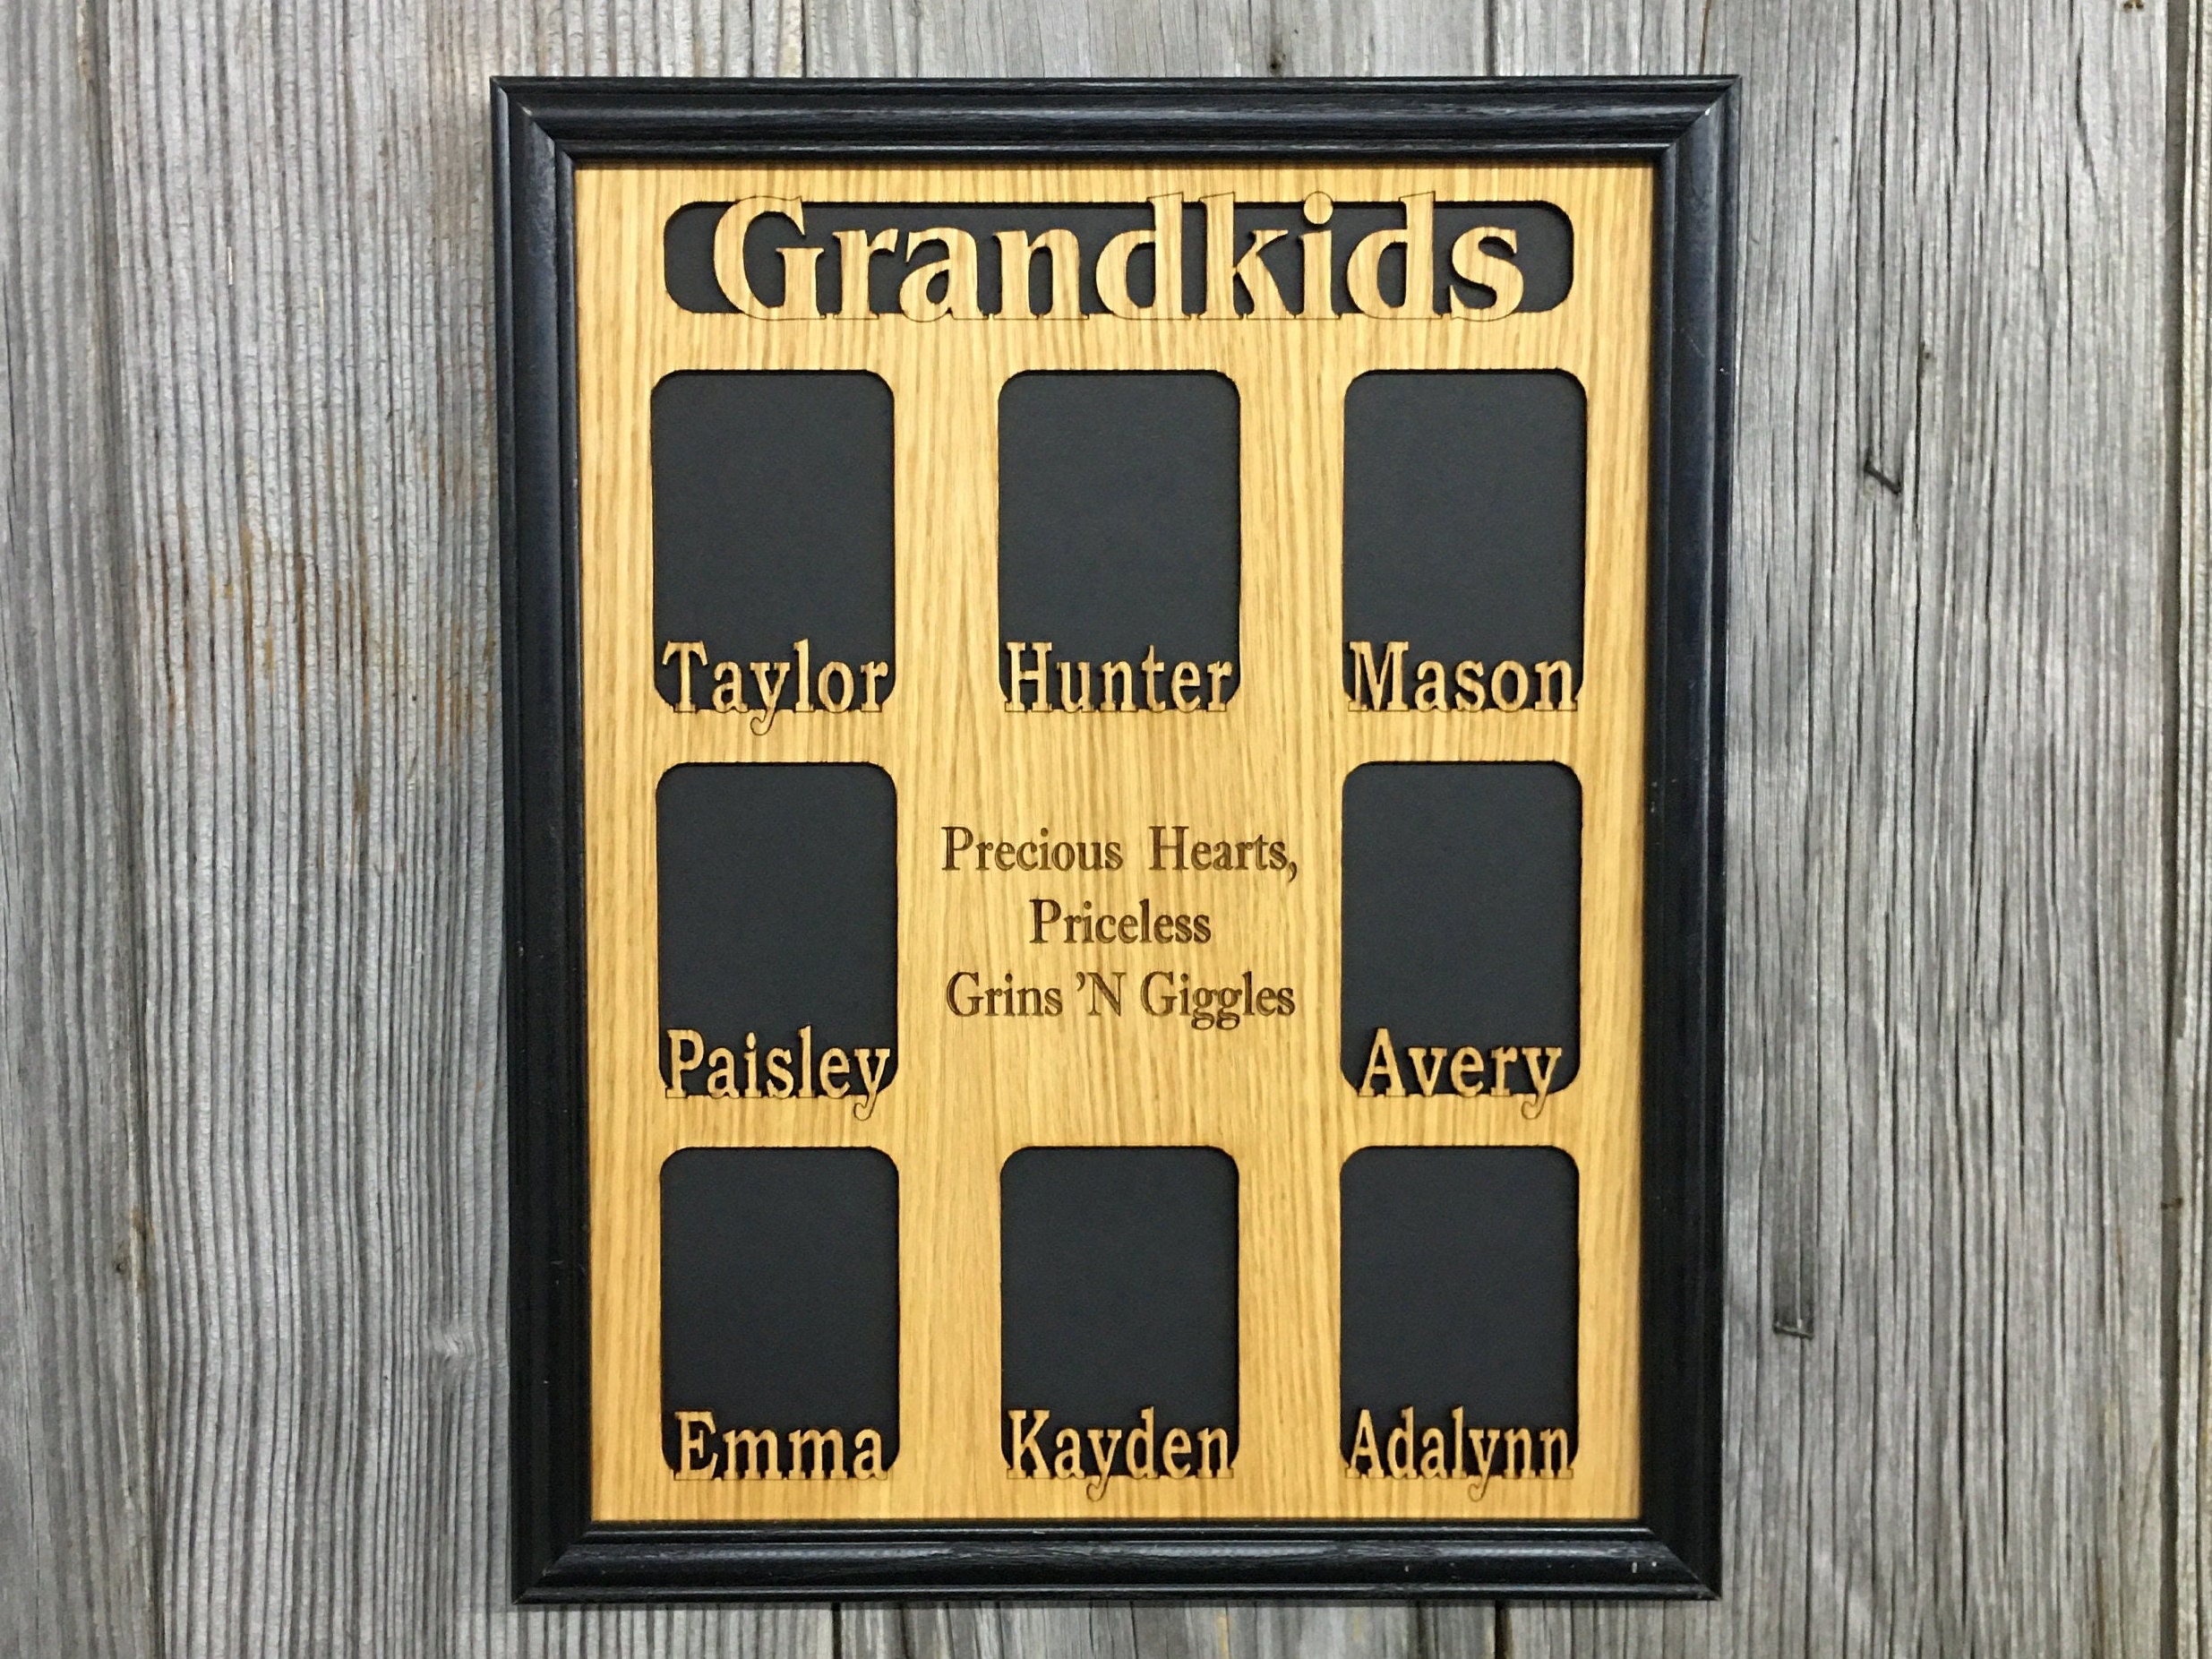 Grandkids
Taylor Hunter Mason
Precious Hearts,
Priceless
Grins 'N Giggles
Paisley Avery
Emma Kayden Adalynn